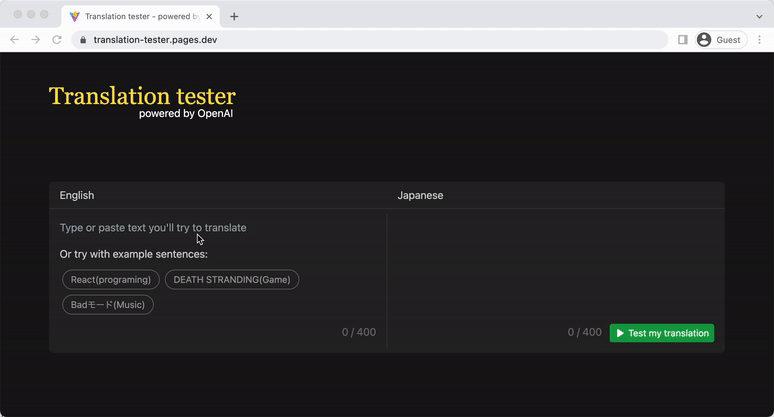 Translation tester - powered by
translation-tester.pages.dev
Guest
Translation tester
powered by OpenAI
English
Japanese
Type or paste text you'll try to translate
Or try with example sentences:
React(programing)
DEATH STRANDING(Game)
Badモード(Music)
0 / 400
0 / 400
Test my translation